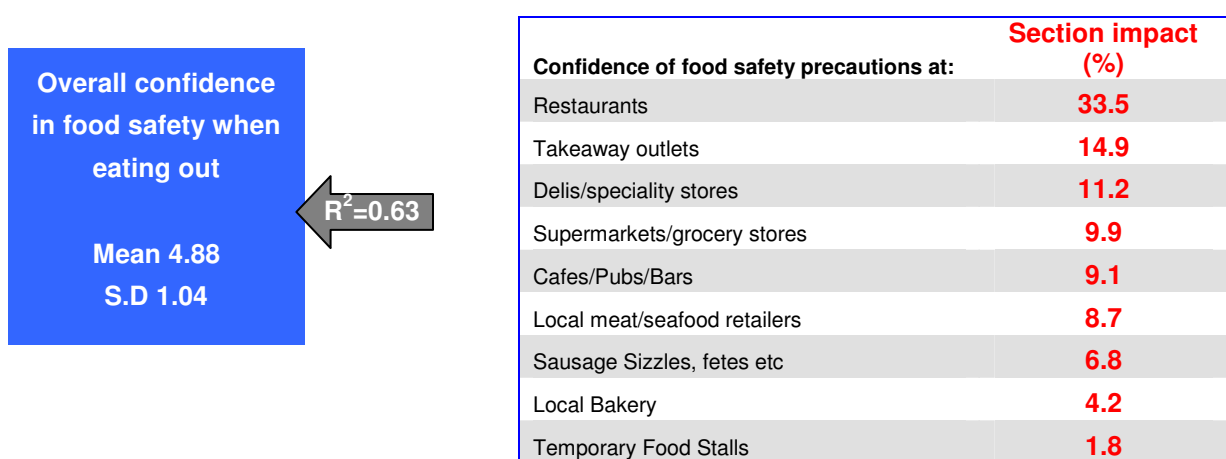 Overall confidence
in food safety when
eating out
Mean 4.88
S.D 1.04
R²=0.63
Confidence of food safety precautions at: Section impact
(%)
Restaurants 33.5
Takeaway outlets 14.9
Delis/speciality stores 11.2
Supermarkets/grocery stores 9.9
Cafes/Pubs/Bars 9.1
Local meat/seafood retailers 8.7
Sausage Sizzles, fetes etc 6.8
Local Bakery 4.2
Temporary Food Stalls 1.8